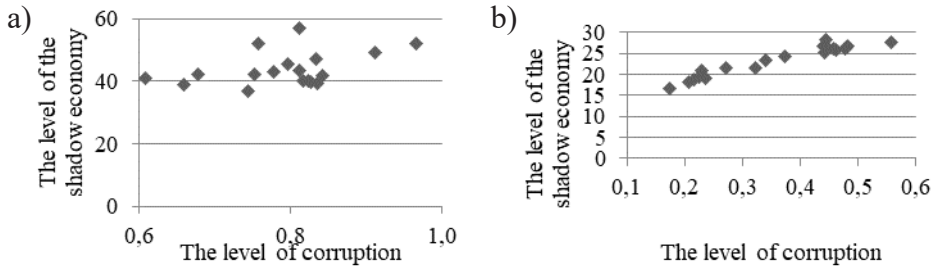 a)
The level of the
shadow economy
60
40
20
0
0,6
0,8
1,0
The level of corruption
b)
The level of the
shadow economy
30
25
20
15
10
5
0
0,1
0,2
0,3
0,4
0,5
0,6
The level of corruption